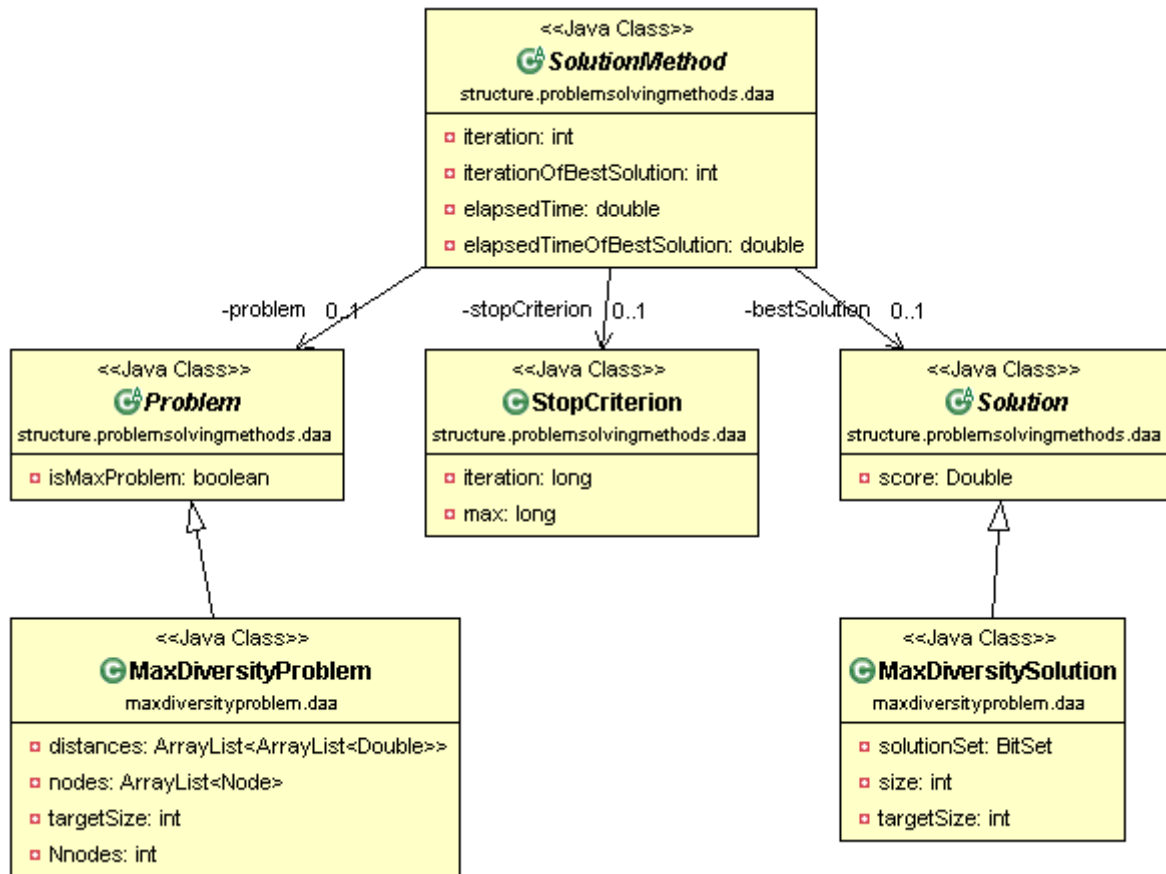 <<Java Class>>
SolutionMethod
structure.problemsolvingmethods.daa
iteration: int
iterationOfBestSolution: int
elapsedTime: double
elapsedTimeOfBestSolution: double
-problem 0..1
-stopCriterion 0..1
-bestSolution 0..1
<<Java Class>>
Problem
structure.problemsolvingmethods.daa
isMaxProblem: boolean
<<Java Class>>
StopCriterion
structure.problemsolvingmethods.daa
iteration: long
max: long
<<Java Class>>
Solution
structure.problemsolvingmethods.daa
score: Double
<<Java Class>>
MaxDiversityProblem
maxdiversityproblem.daa
distances: ArrayList<ArrayList<Double>>
nodes: ArrayList<Node>
targetSize: int
Nnodes: int
<<Java Class>>
MaxDiversitySolution
maxdiversityproblem.daa
solutionSet: BitSet
size: int
targetSize: int